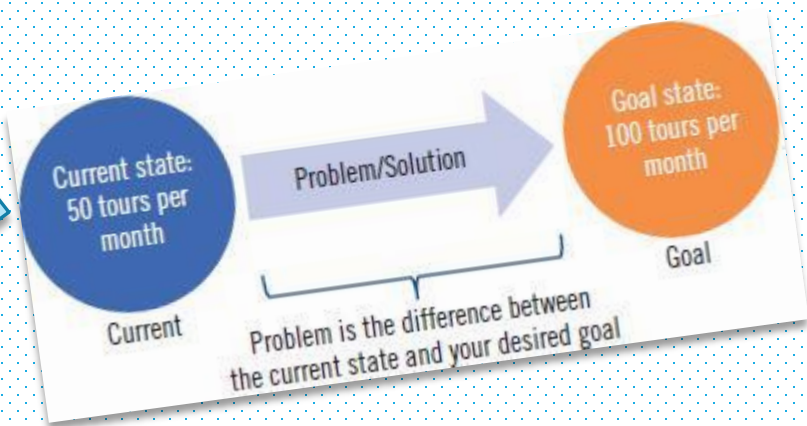 Current state:
50 tours per
month
Current
Problem/Solution
Goal state:
100 tours per
month
Goal
Problem is the difference between
the current state and your desired goal